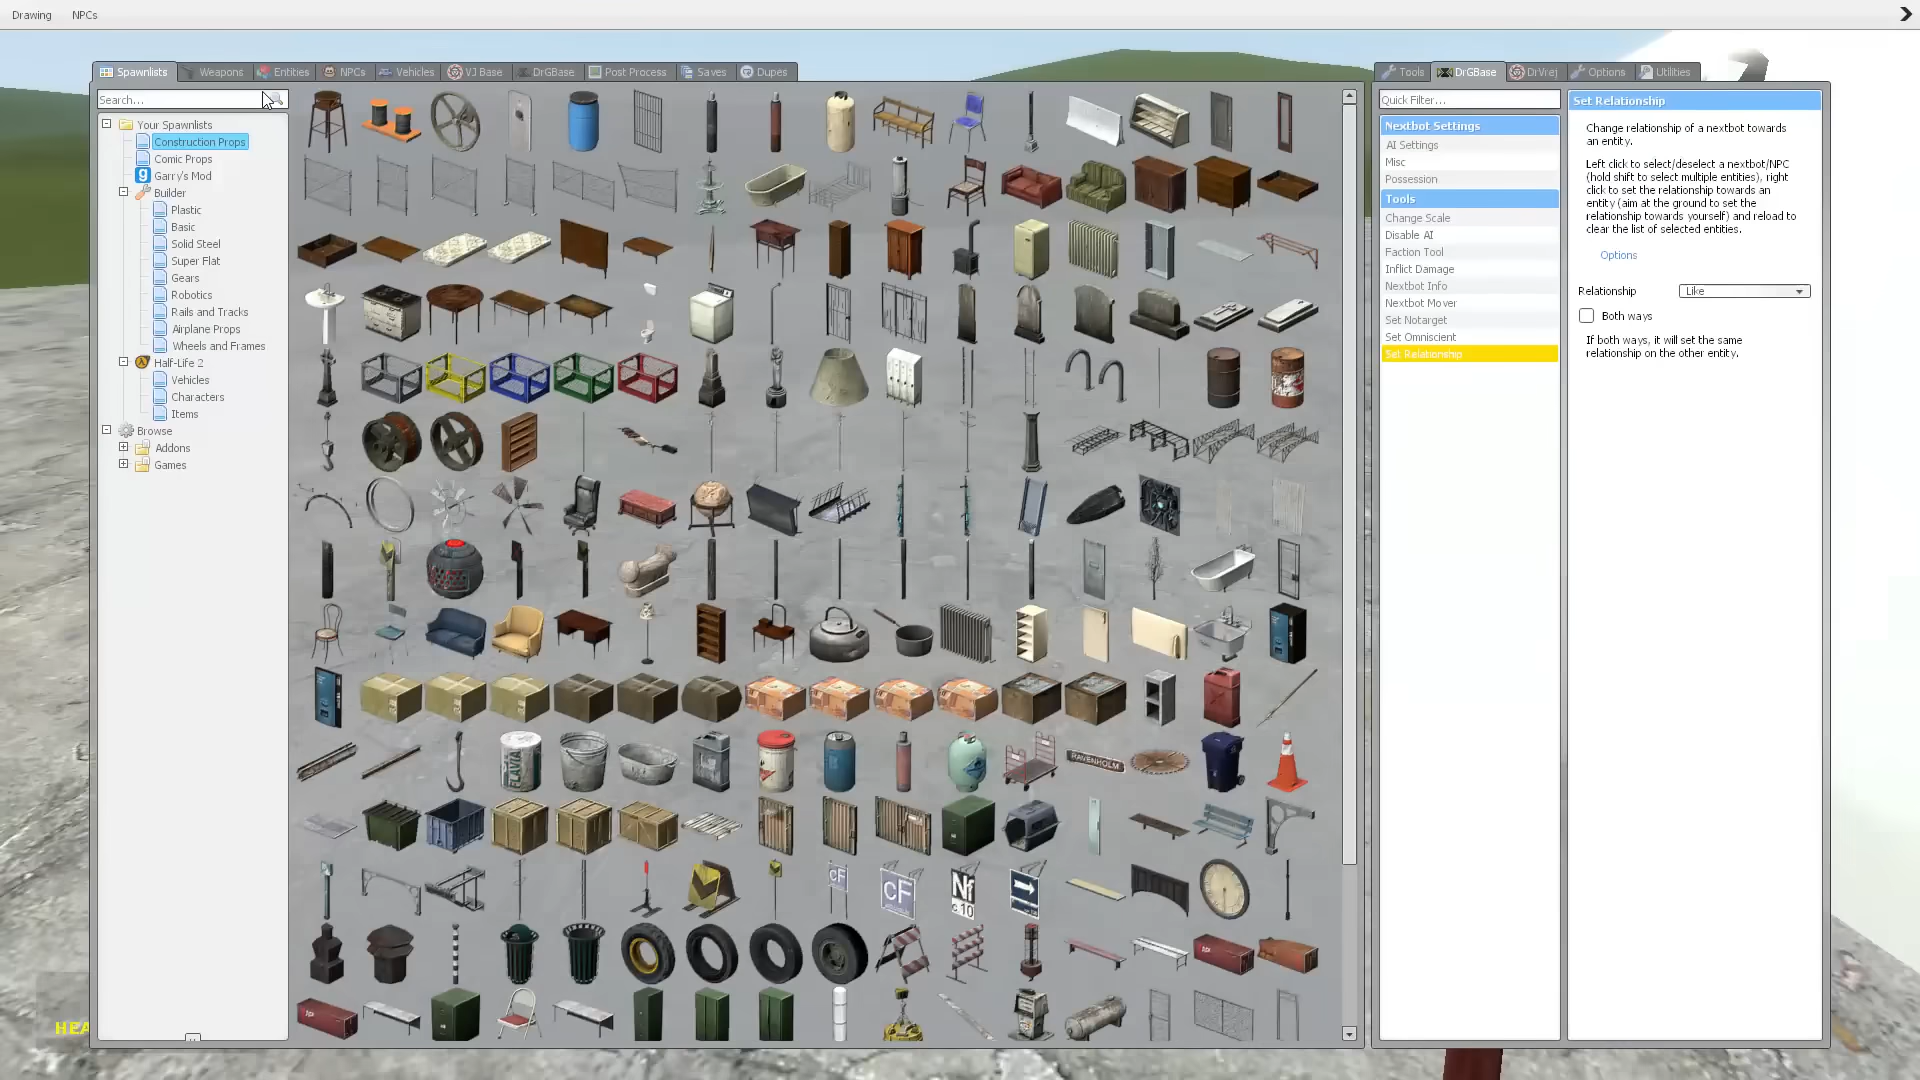 Drawing NPCs
Spawnlists Weapons Entities NPCs Vehicles VJ Base DrGBase Post Process Saves Dupes
Tools DrGBase DrVrej Options Utilities
Search...
Your Spawnlists
Construction Props
Comic Props
Garry's Mod
Builder
Plastic
Basic
Solid Steel
Super Flat
Gears
Robotics
Rails and Tracks
Airplane Props
Wheels and Frames
Half-Life 2
Vehicles
Characters
Items
Browse
Addons
Games
RAVENHOLM
cF
cF
Nf
c10
HEA
Quick Filter...
Nextbot Settings
AI Settings
Misc
Possession
Tools
Change Scale
Disable AI
Faction Tool
Inflict Damage
Nextbot Info
Nextbot Mover
Set Notarget
Set Omniscient
Set Relationship
Set Relationship
Change relationship of a nextbot towards
an entity.
Left click to select/deselect a nextbot/NPC
(hold shift to select multiple entities), right
click to set the relationship towards an
entity (aim at the ground to set the
relationship towards yourself) and reload to
clear the list of selected entities.
Options
Relationship Like
Both ways
If both ways, it will set the same
relationship on the other entity.